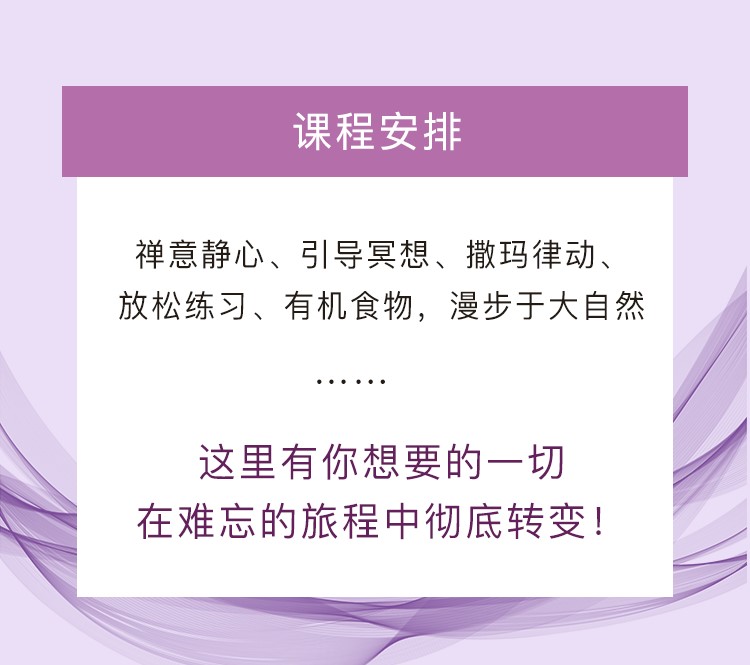 课程安排
禅意静心、引导冥想、撒玛律动、
放松练习、有机食物，漫步于大自然
……
这里有你想要的一切
在难忘的旅程中彻底转变！